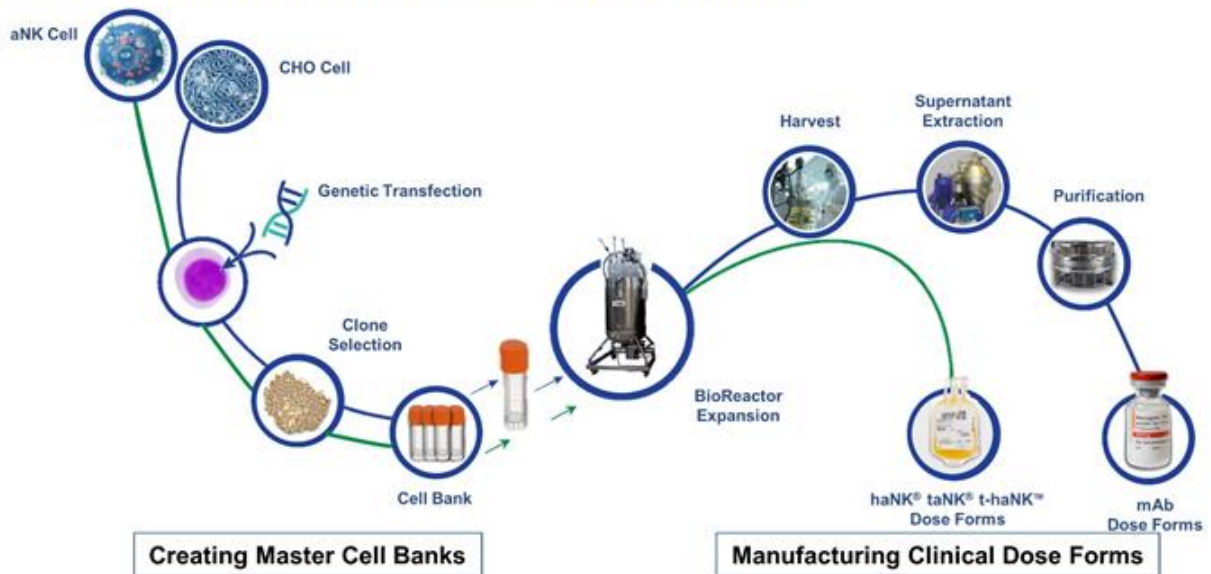 aNK Cell
CHO Cell
Genetic Transfection
Clone
Selection
Cell Bank
BioReactor
Expansion
Harvest
Supernatant
Extraction
Purification
haNK® taNK® t-haNK™
Dose Forms
mAb
Dose Forms
Creating Master Cell Banks
Manufacturing Clinical Dose Forms